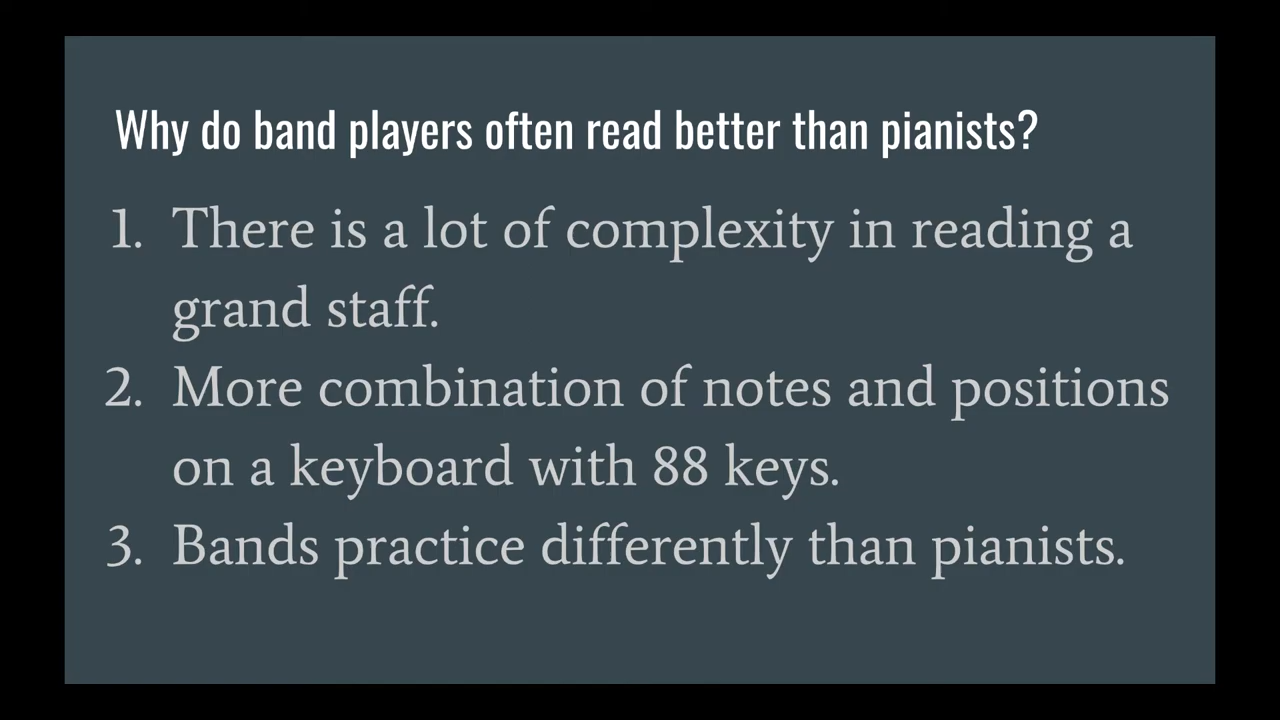 Why do band players often read better than pianists?
1. There is a lot of complexity in reading a
grand staff.
2. More combination of notes and positions
on a keyboard with 88 keys.
3. Bands practice differently than pianists.